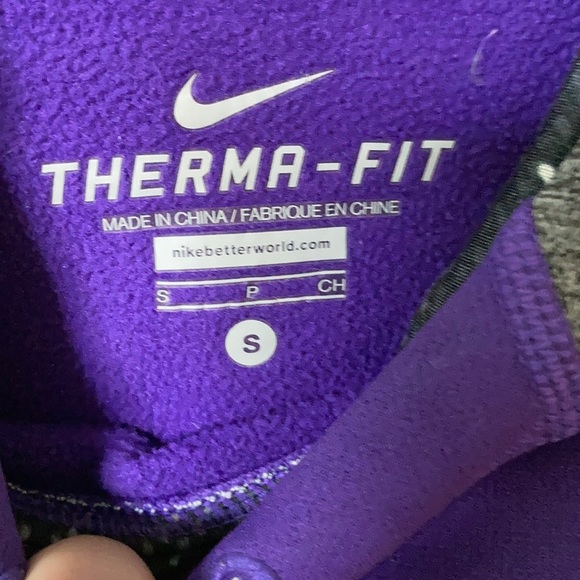 THERMA-FIT
MADE IN CHINA / FABRIQUE EN CHINE
nikebetterworld.com
S P CH
S